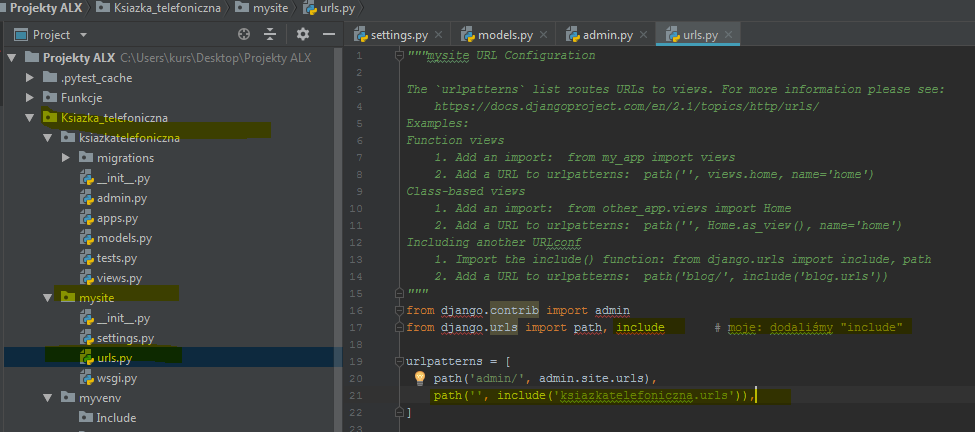 Projekty ALX
Ksiazka_telefoniczna
mysite
urls.py
Project
settings.py
models.py
admin.py
urls.py
Projekty ALX C:\Users\kurs\Desktop\Projekty ALX
.pytest_cache
Funkcje
Ksiazka_telefoniczna
ksiazkatelefoniczna
migrations
__init__.py
admin.py
apps.py
models.py
tests.py
views.py
mysite
__init__.py
settings.py
urls.py
wsgi.py
myvenv
Include
1 """mysite URL Configuration
2
3 The `urlpatterns` list routes URLs to views. For more information please see:
4     https://docs.djangoproject.com/en/2.1/topics/http/urls/
5 Examples:
6 Function views
7     1. Add an import:  from my_app import views
8     2. Add a URL to urlpatterns:  path('', views.home, name='home')
9 Class-based views
10     1. Add an import:  from other_app.views import Home
11     2. Add a URL to urlpatterns:  path('', Home.as_view(), name='home')
12 Including another URLconf
13     1. Import the include() function: from django.urls import include, path
14     2. Add a URL to urlpatterns:  path('blog/', include('blog.urls'))
15 """
16 from django.contrib import admin
17 from django.urls import path, include       # moje: dodaliśmy "include"
18
19 urlpatterns = [
20     path('admin/', admin.site.urls),
21     path('', include('ksiazkatelefoniczna.urls')),
22 ]
23